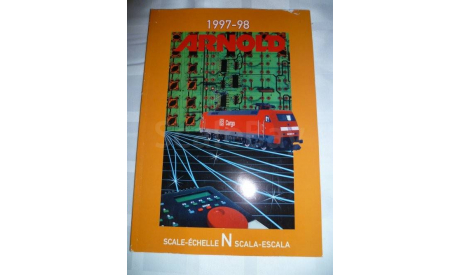 1997-98
ARNOLD
DB Cargo
SCALE-ÉCHELLE N SCALA-ESCALA